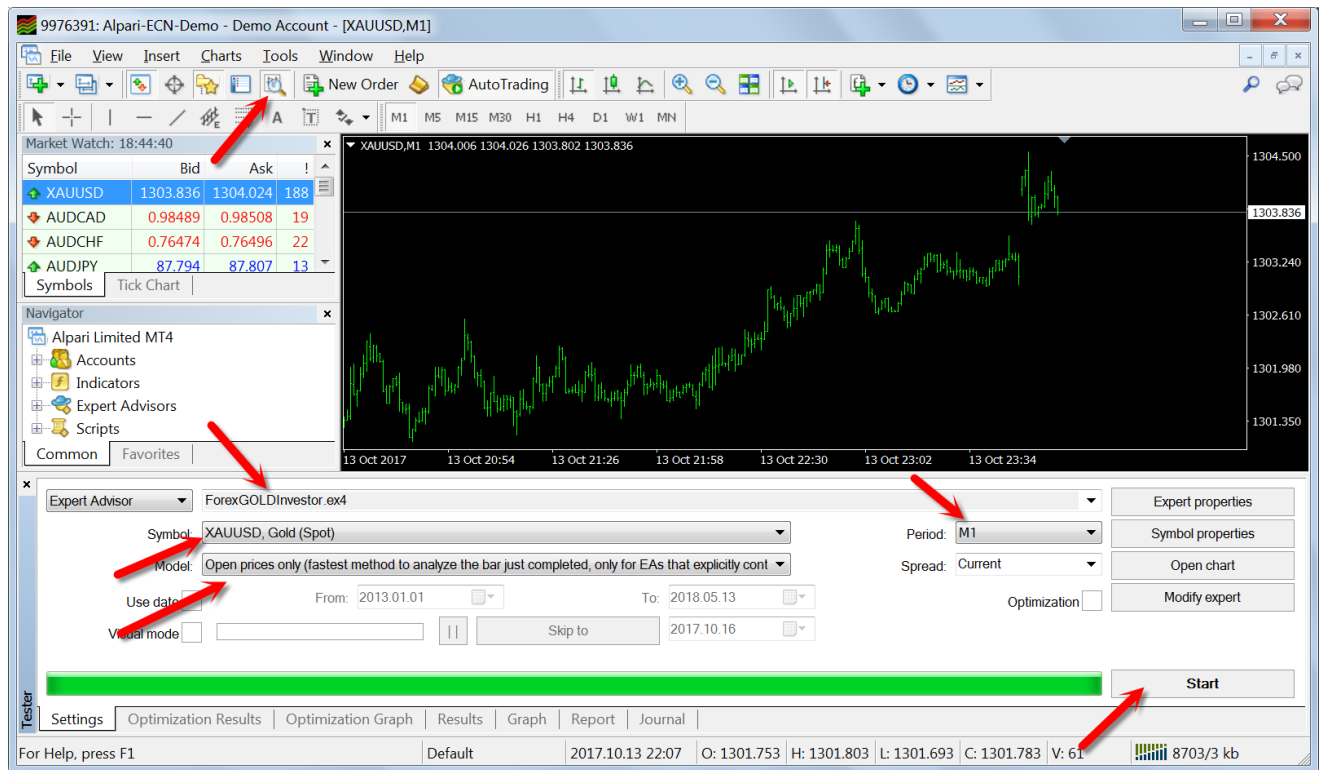 9976391: Alpari-ECN-Demo - Demo Account - [XAUUSD,M1]
File View Insert Charts Tools Window Help
New Order AutoTrading
A T M1 M5 M15 M30 H1 H4 D1 W1 MN
Market Watch: 18:44:40
Symbol Bid Ask !
XAUUSD 1303.836 1304.024 188
AUDCAD 0.98489 0.98508 19
AUDCHF 0.76474 0.76496 22
AUDJPY 87.794 87.807 13
Symbols Tick Chart
Navigator
Alpari Limited MT4
Accounts
Indicators
Expert Advisors
Scripts
Common Favorites
XAUUSD,M1 1304.006 1304.026 1303.802 1303.836
1304.500
1303.836
1303.240
1302.610
1301.980
1301.350
13 Oct 2017 13 Oct 20:54 13 Oct 21:26 13 Oct 21:58 13 Oct 22:30 13 Oct 23:02 13 Oct 23:34
Expert Advisor ForexGOLDInvestor.ex4 Expert properties
Symbol: XAUUSD, Gold (Spot) Period: M1 Symbol properties
Model: Open prices only (fastest method to analyze the bar just completed, only for EAs that explicitly cont Spread: Current Open chart
Use date From: 2013.01.01 To: 2018.05.13 Optimization Modify expert
Visual mode Skip to 2017.10.16
Start
Tester
Settings Optimization Results Optimization Graph Results Graph Report Journal
For Help, press F1 Default 2017.10.13 22:07 O: 1301.753 H: 1301.803 L: 1301.693 C: 1301.783 V: 61 8703/3 kb